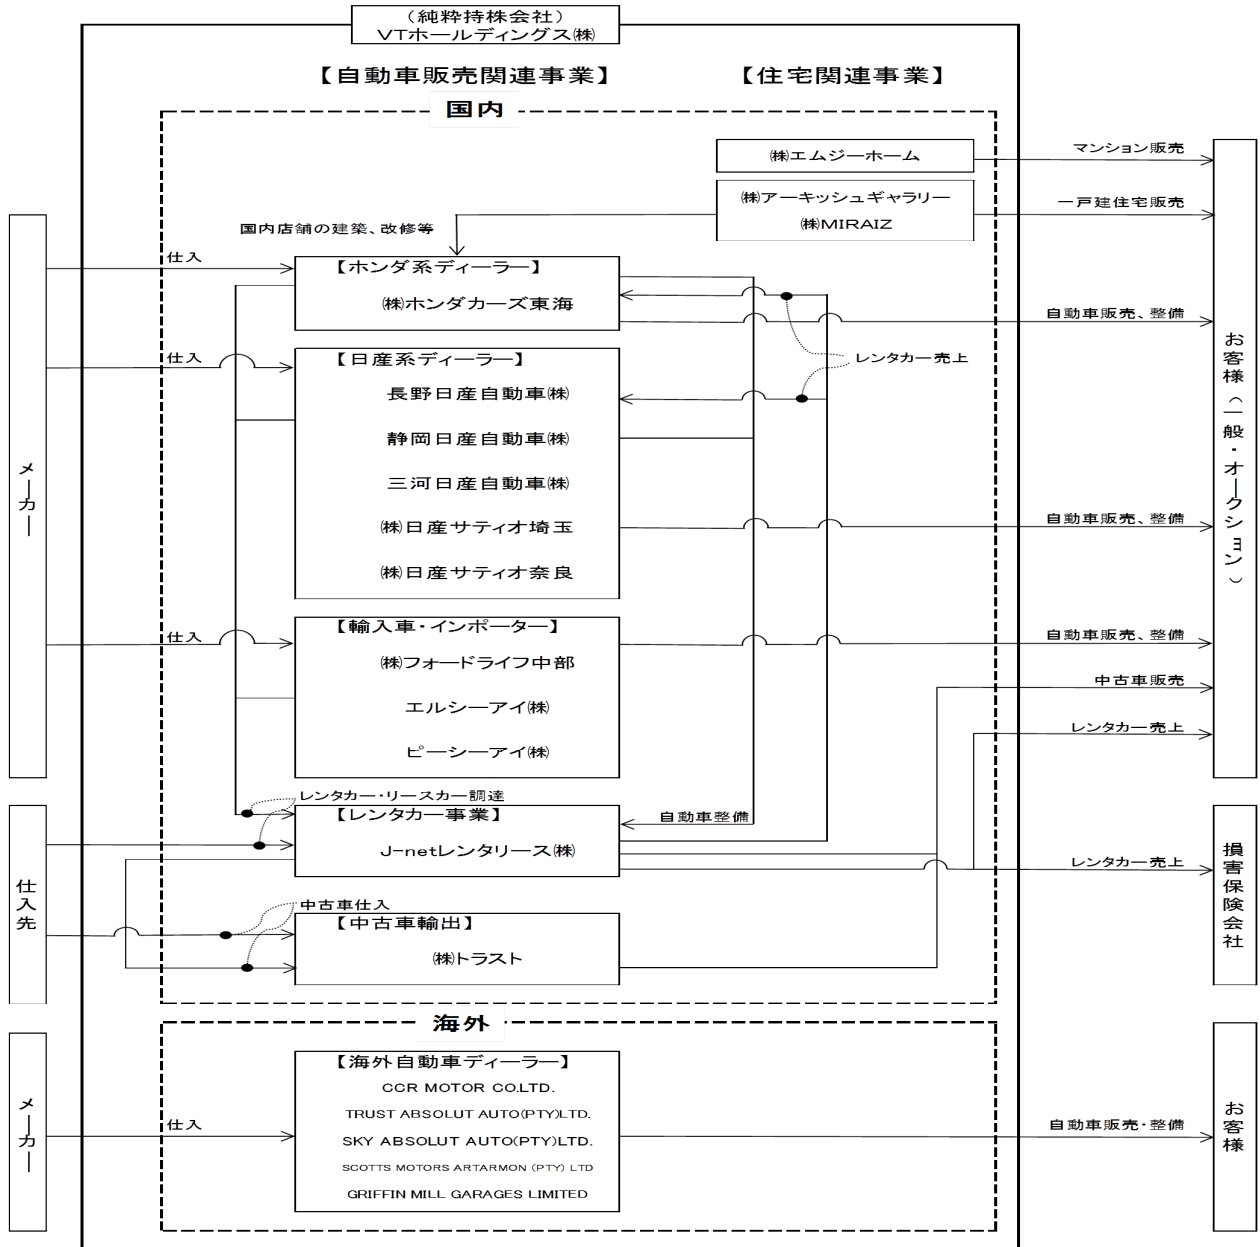 (純粋持株会社)
VTホールディングス㈱
【自動車販売関連事業】
【住宅関連事業】
国内
㈱エムジーホーム
マンション販売
㈱アーキッシュギャラリー
㈱MIRAIZ
一戸建住宅販売
国内店舗の建築、改修等
メーカー
仕入
【ホンダ系ディーラー】
㈱ホンダカーズ東海
自動車販売、整備
レンタカー売上
仕入
【日産系ディーラー】
長野日産自動車㈱
静岡日産自動車㈱
三河日産自動車㈱
㈱日産サティオ埼玉
㈱日産サティオ奈良
自動車販売、整備
お客様(一般・オークション)
仕入
【輸入車・インポーター】
㈱フォードライフ中部
エルシーアイ㈱
ピーシーアイ㈱
自動車販売、整備
中古車販売
レンタカー売上
レンタカー・リースカー調達
【レンタカー事業】
J-netレンタリース㈱
自動車整備
レンタカー売上
損害保険会社
仕入先
中古車仕入
【中古車輸出】
㈱トラスト
海外
メーカー
仕入
【海外自動車ディーラー】
CCR MOTOR CO.LTD.
TRUST ABSOLUT AUTO(PTY)LTD.
SKY ABSOLUT AUTO(PTY)LTD.
SCOTTS MOTORS ARTARMON (PTY) LTD
GRIFFIN MILL GARAGES LIMITED
自動車販売・整備
お客様